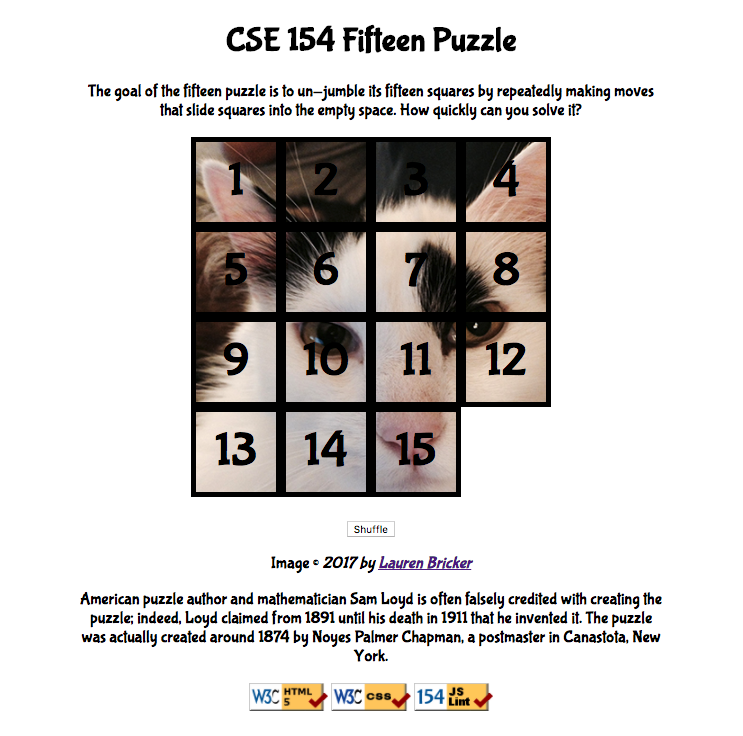 CSE 154 Fifteen Puzzle
The goal of the fifteen puzzle is to un-jumble its fifteen squares by repeatedly making moves
that slide squares into the empty space. How quickly can you solve it?
1 2 3 4
5 6 7 8
9 10 11 12
13 14 15
Shuffle
Image © 2017 by Lauren Bricker
American puzzle author and mathematician Sam Loyd is often falsely credited with creating the
puzzle; indeed, Loyd claimed from 1891 until his death in 1911 that he invented it. The puzzle
was actually created around 1874 by Noyes Palmer Chapman, a postmaster in Canastota, New
York.
W3C HTML 5 W3C css 154 JS Lint